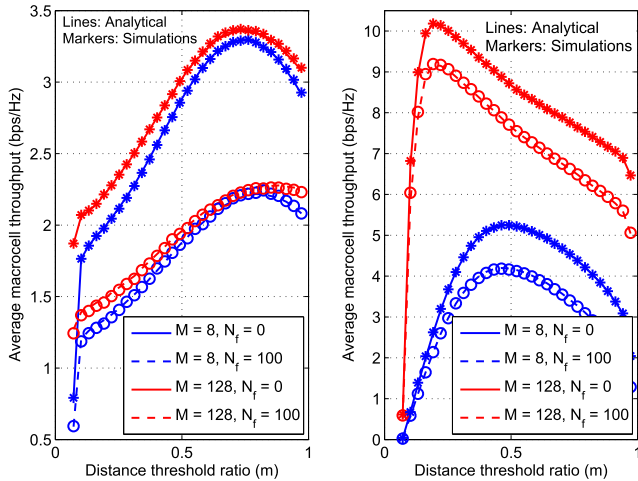 Lines: Analytical
Markers: Simulations
3.5
3
2.5
2
1.5
1
0.5
0
0.5
1
Average macrocell throughput (bps/Hz)
Distance threshold ratio (m)
M = 8, N_f = 0
M = 8, N_f = 100
M = 128, N_f = 0
M = 128, N_f = 100
Lines: Analytical
Markers: Simulations
10
9
8
7
6
5
4
3
2
1
0
0
0.5
1
Average macrocell throughput (bps/Hz)
Distance threshold ratio (m)
M = 8, N_f = 0
M = 8, N_f = 100
M = 128, N_f = 0
M = 128, N_f = 100